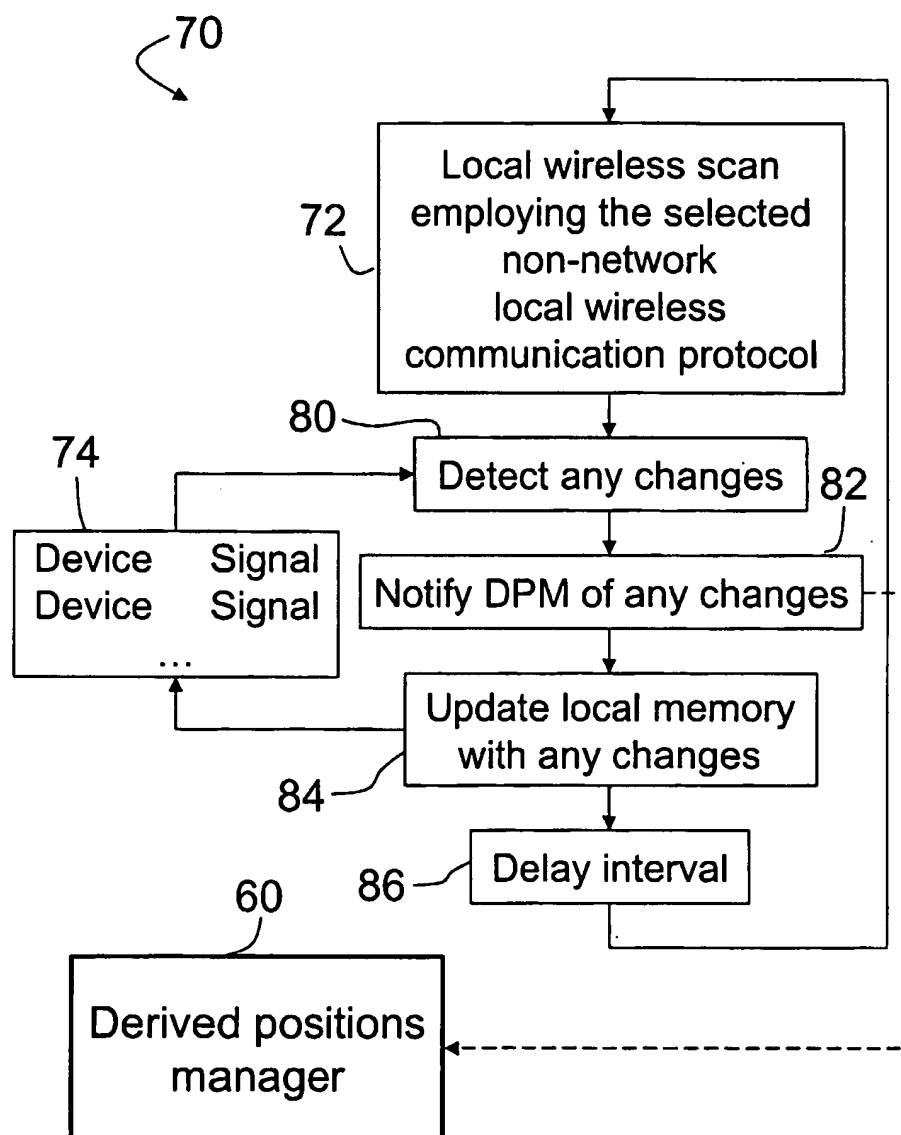 70
72
Local wireless scan
employing the selected
non-network
local wireless
communication protocol
80
Detect any changes
74
Device Signal
Device Signal
...
82
Notify DPM of any changes
Update local memory
with any changes
84
86
Delay interval
60
Derived positions
manager